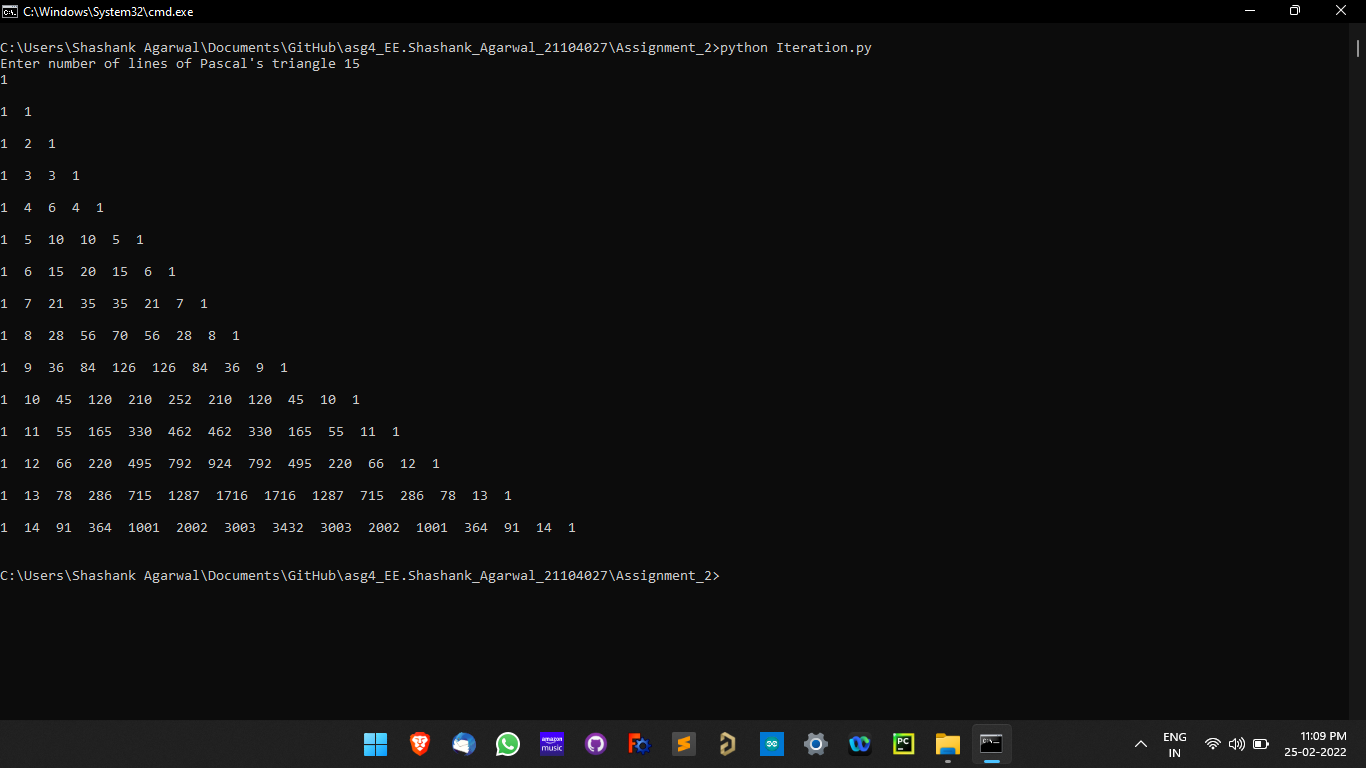 C:\Windows\System32\cmd.exe
C:\Users\Shashank Agarwal\Documents\GitHub\asg4_EE.Shashank_Agarwal_21104027\Assignment_2>python Iteration.py
Enter number of lines of Pascal's triangle 15
1
1  1
1  2  1
1  3  3  1
1  4  6  4  1
1  5  10  10  5  1
1  6  15  20  15  6  1
1  7  21  35  35  21  7  1
1  8  28  56  70  56  28  8  1
1  9  36  84  126  126  84  36  9  1
1  10  45  120  210  252  210  120  45  10  1
1  11  55  165  330  462  462  330  165  55  11  1
1  12  66  220  495  792  924  792  495  220  66  12  1
1  13  78  286  715  1287  1716  1716  1287  715  286  78  13  1
1  14  91  364  1001  2002  3003  3432  3003  2002  1001  364  91  14  1
C:\Users\Shashank Agarwal\Documents\GitHub\asg4_EE.Shashank_Agarwal_21104027\Assignment_2>
amazon
music
PC
ENG
IN
11:09 PM
25-02-2022